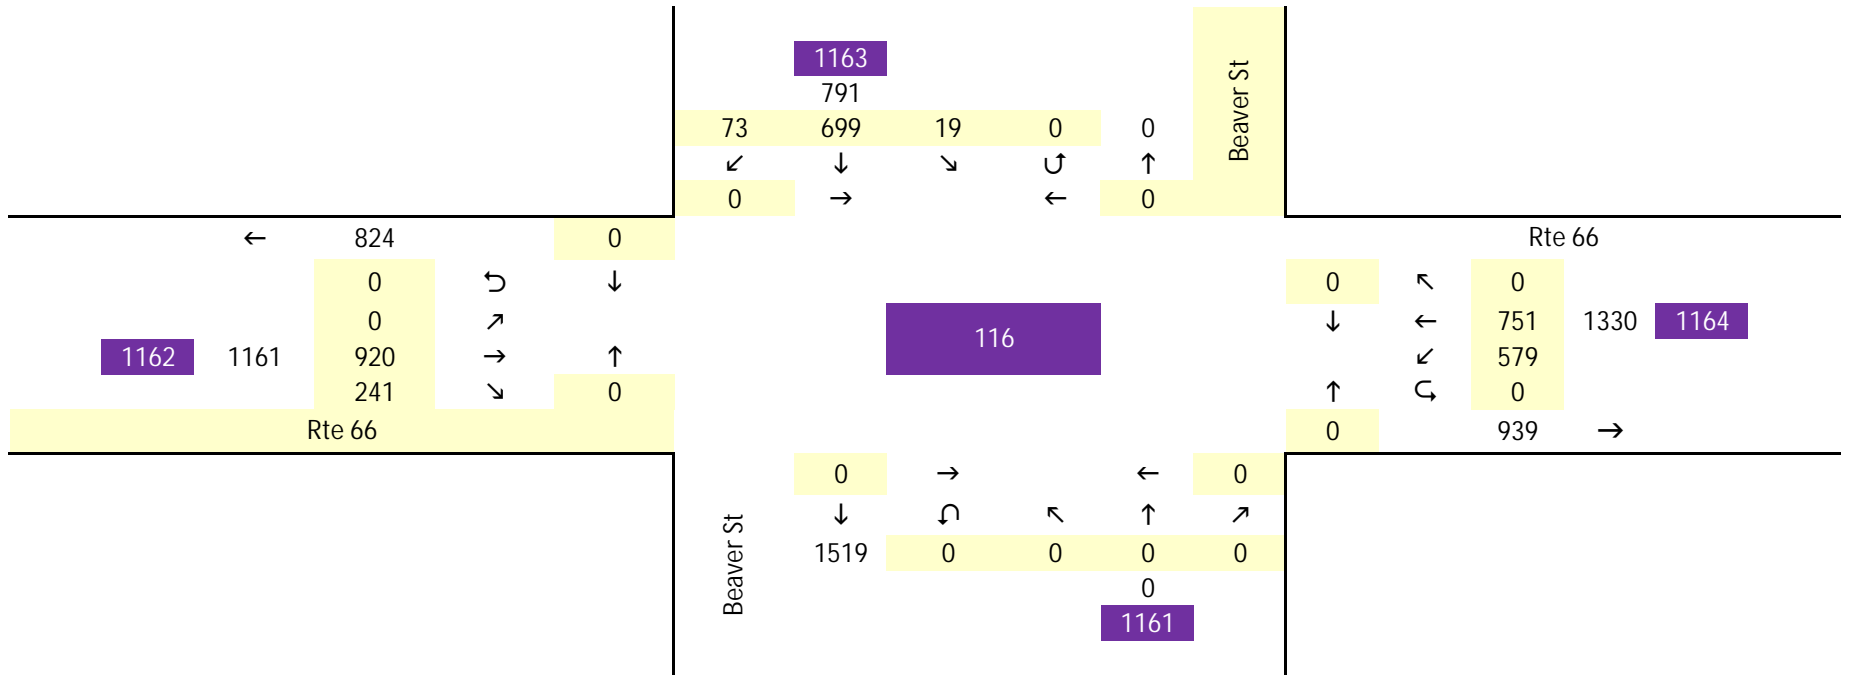 1163
791
73 699 19 0 0
↙ ↓ ↘ ⮍ ↑
Beaver St
0 → ← 0
← 824 0
Rte 66
0 ⮌ ↓
0 ↖ 0
0 ↗
116
↓ ← 751 1330 1164
1162 1161 920 → ↑
↙ 579
241 ↘ 0
↑ ⮎ 0
Rte 66
0 939 →
0 → ← 0
↓ ⮏ ↖ ↑ ↗
Beaver St
1519 0 0 0 0
0
1161